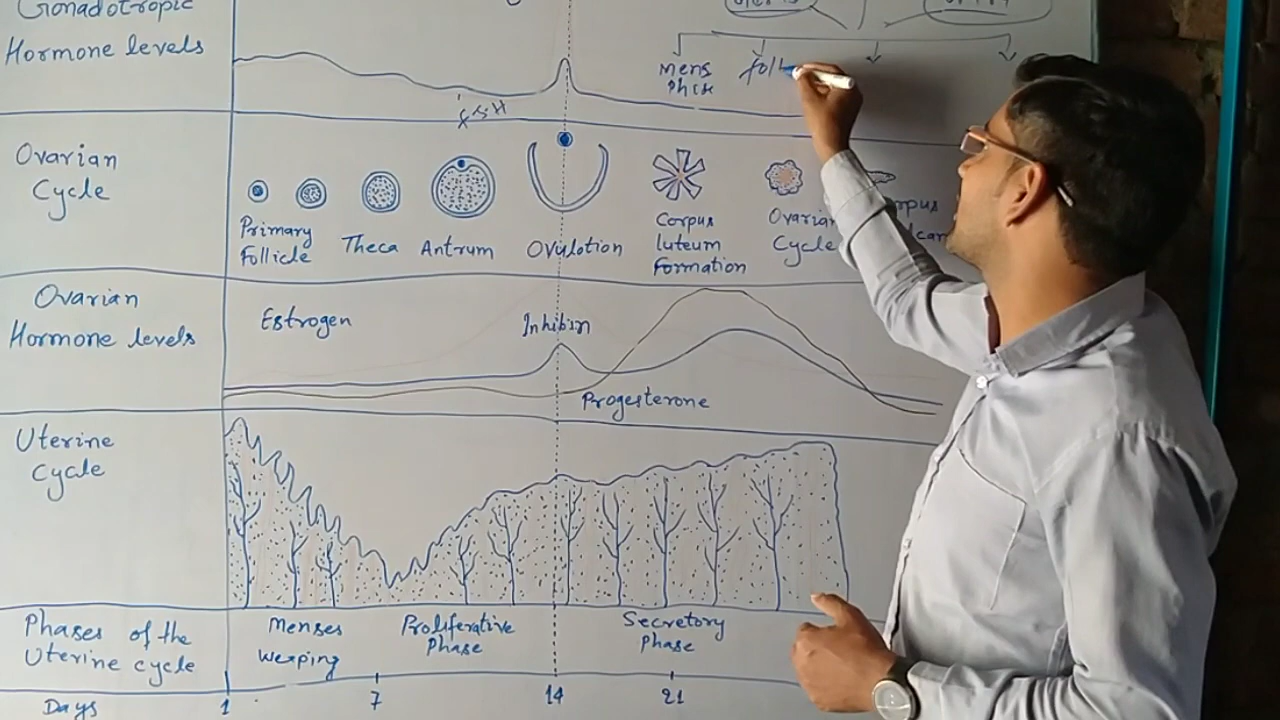 Gonadotropic
Hormone levels
FSH
Mens
phase
foll
Ovarian
Cycle
Primary
follicle
Theca
Antrum
Ovulotion
Corpus
luteum
formation
Ovarian
Cycle
Ovarian
Hormone levels
Estrogen
Inhibin
Progesterone
Uterine
Cycle
Phases of the
Uterine cycle
Menses
Weaping
Proliferative
Phase
Secretory
Phase
Days
1
7
14
21